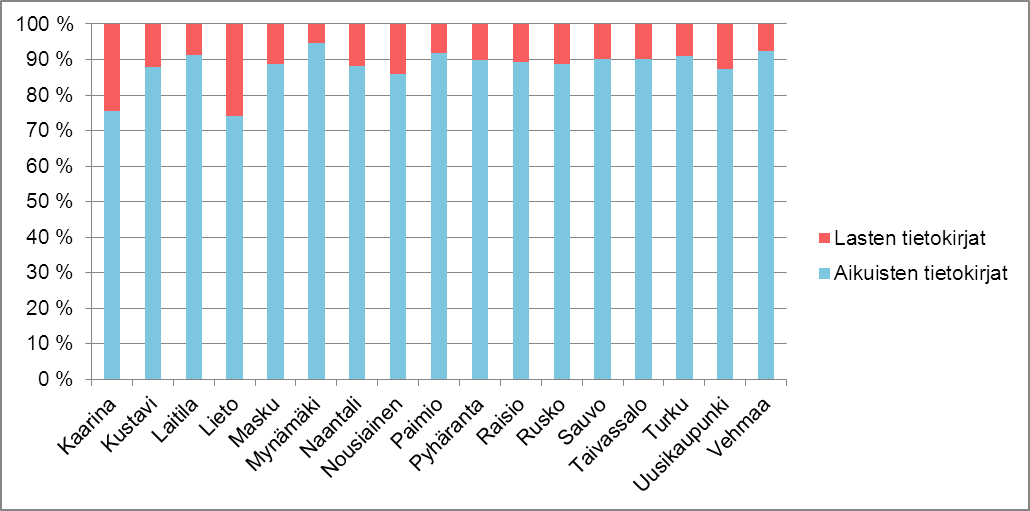 100 %
90 %
80 %
70 %
60 %
50 %
40 %
30 %
20 %
10 %
0 %
Kaarina
Kustavi
Laitila
Lieto
Masku
Mynämäki
Naantali
Nousiainen
Paimio
Pyhäranta
Raisio
Rusko
Sauvo
Taivassalo
Turku
Uusikaupunki
Vehmaa
Lasten tietokirjat
Aikuisten tietokirjat